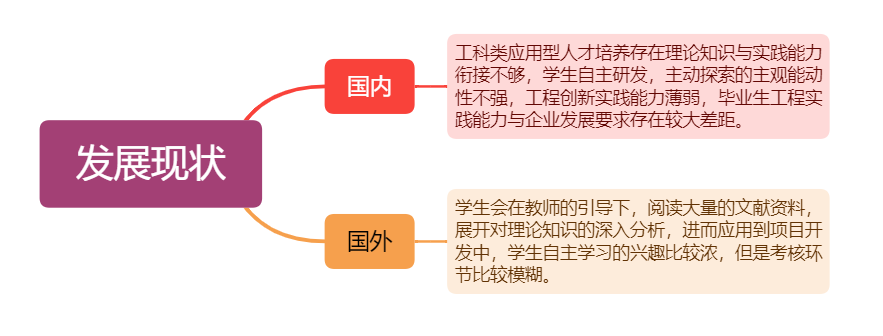 发展现状
国内
工科类应用型人才培养存在理论知识与实践能力
衔接不够，学生自主研发，主动探索的主观能动
性不强，工程创新实践能力薄弱，毕业生工程实
践能力与企业发展要求存在较大差距。
国外
学生会在教师的引导下，阅读大量的文献资料，
展开对理论知识的深入分析，进而应用到项目开
发中，学生自主学习的兴趣比较浓，但是考核环
节比较模糊。